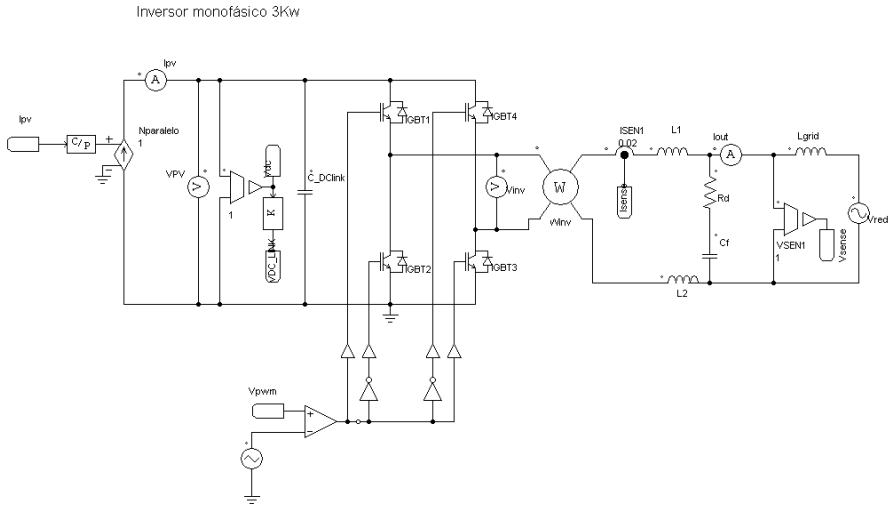 Inversor monofásico 3Kw
Ipv
Ipv
C/P
Nparalelo
1
A
VPV
V
1
Vdc
K
VDC_LINK
C_DClink
IGBT1
IGBT4
IGBT2
IGBT3
V
Vinv
W
Winv
ISEN1
0.02
Isense
L1
Iout
A
Lgrid
Rd
Cf
L2
VSEN1
1
Vsense
Vred
Vpwm